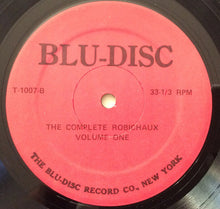 BLU-DISC
T-1007-B 33-1/3 RPM
THE COMPLETE ROBICHAUX
VOLUME ONE
THE BLU-DISC RECORD CO., NEW YORK